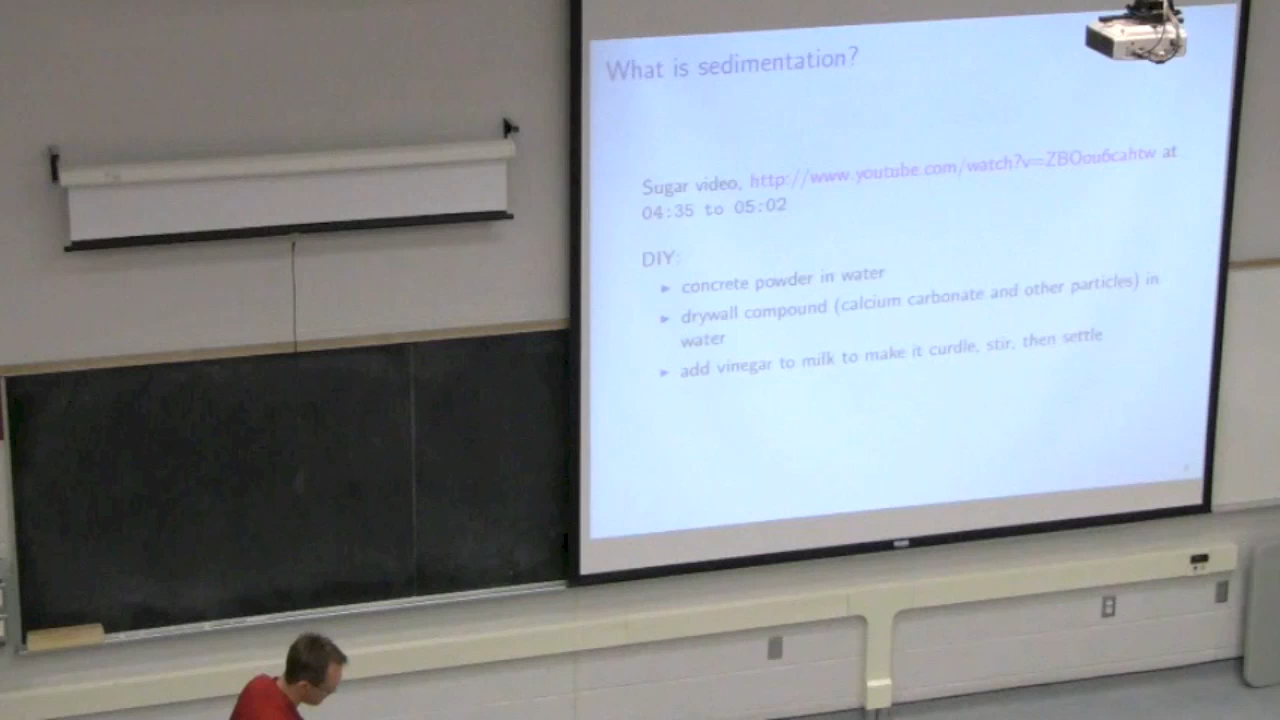 What is sedimentation?
Sugar video, http://www.youtube.com/watch?v=ZBOou6cahtw at
04:35 to 05:02
DIY:
▸ concrete powder in water
▸ drywall compound (calcium carbonate and other particles) in
water
▸ add vinegar to milk to make it curdle, stir, then settle